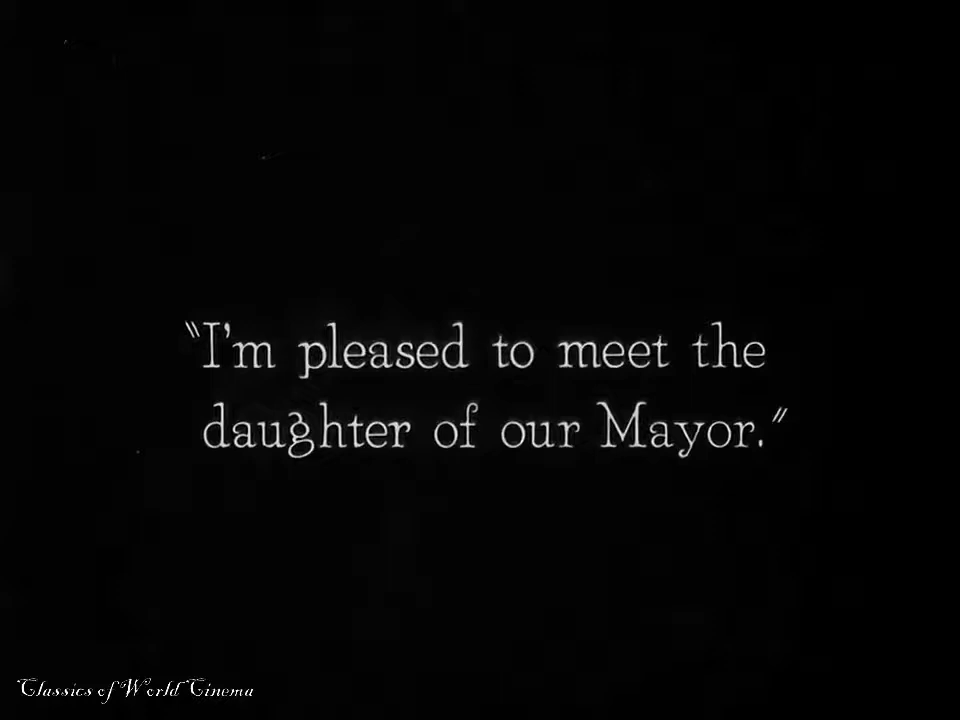 "I'm pleased to meet the
daughter of our Mayor."
Classics of World Cinema